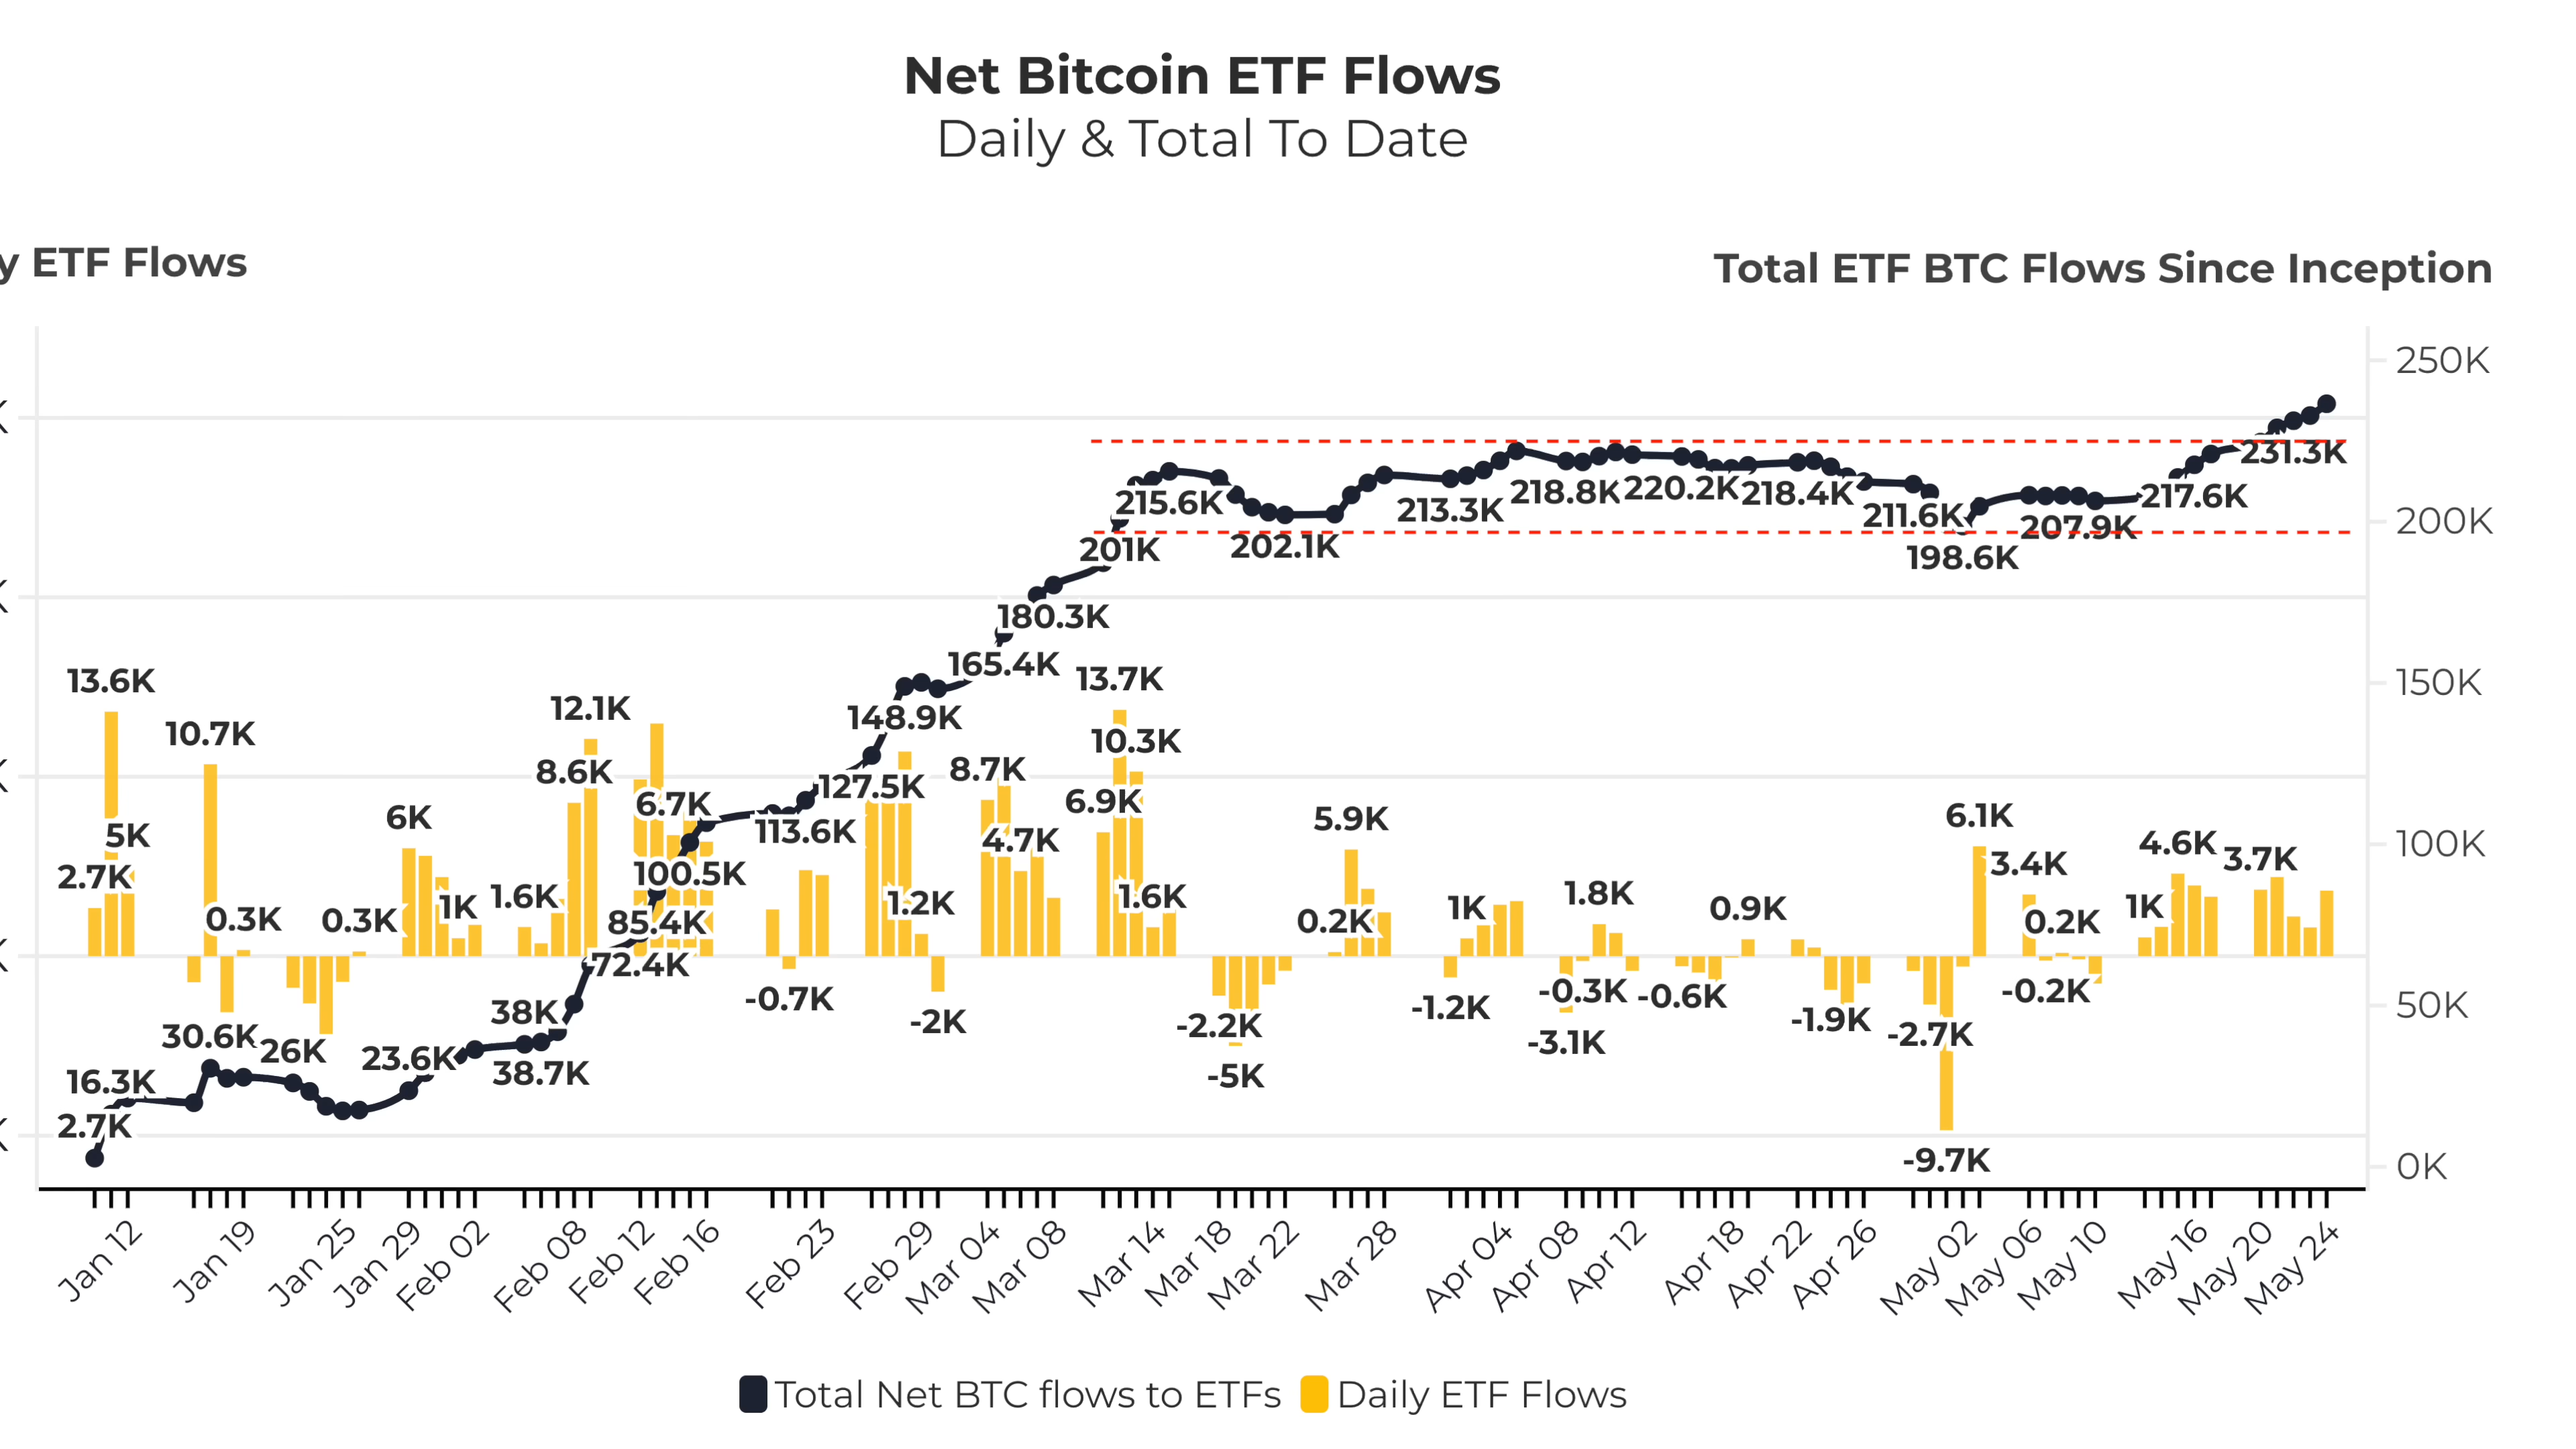 Net Bitcoin ETF Flows
Daily & Total To Date
y ETF Flows
Total ETF BTC Flows Since Inception
250K
200K
150K
100K
50K
0K
231.3K
215.6K
213.3K
218.8K
220.2K
218.4K
217.6K
211.6K
207.9K
201K
202.1K
198.6K
180.3K
165.4K
148.9K
127.5K
113.6K
100.5K
85.4K
72.4K
38K
38.7K
30.6K
26K
23.6K
16.3K
2.7K
13.6K
5K
2.7K
10.7K
0.3K
0.3K
6K
1K
1.6K
8.6K
12.1K
6.7K
-0.7K
1.2K
-2K
8.7K
4.7K
6.9K
13.7K
10.3K
1.6K
-2.2K
-5K
0.2K
5.9K
-1.2K
1K
-3.1K
-0.3K
1.8K
-0.6K
0.9K
-1.9K
-2.7K
-9.7K
6.1K
3.4K
0.2K
-0.2K
1K
4.6K
3.7K
Jan 12
Jan 19
Jan 25
Jan 29
Feb 02
Feb 08
Feb 12
Feb 16
Feb 23
Feb 29
Mar 04
Mar 08
Mar 14
Mar 18
Mar 22
Mar 28
Apr 04
Apr 08
Apr 12
Apr 18
Apr 22
Apr 26
May 02
May 06
May 10
May 16
May 20
May 24
Total Net BTC flows to ETFs
Daily ETF Flows